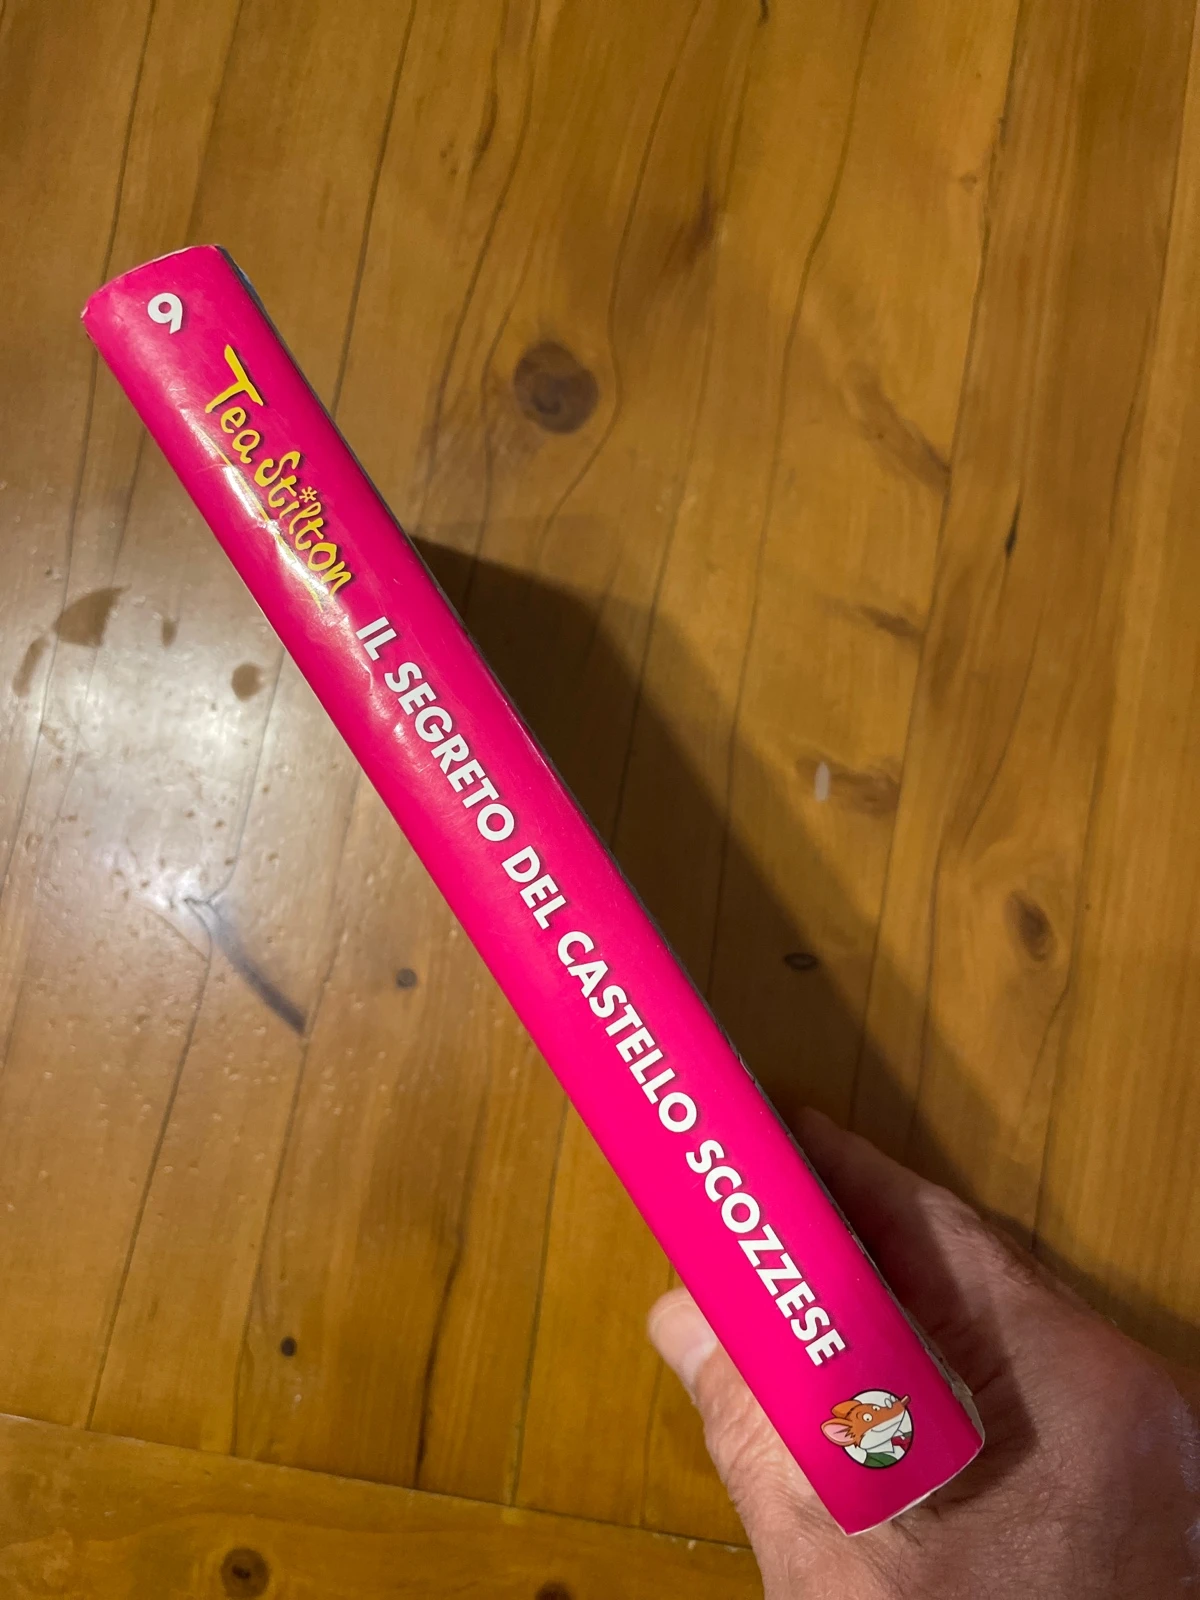 9
Tea Stilton
IL SEGRETO DEL CASTELLO SCOZZESE